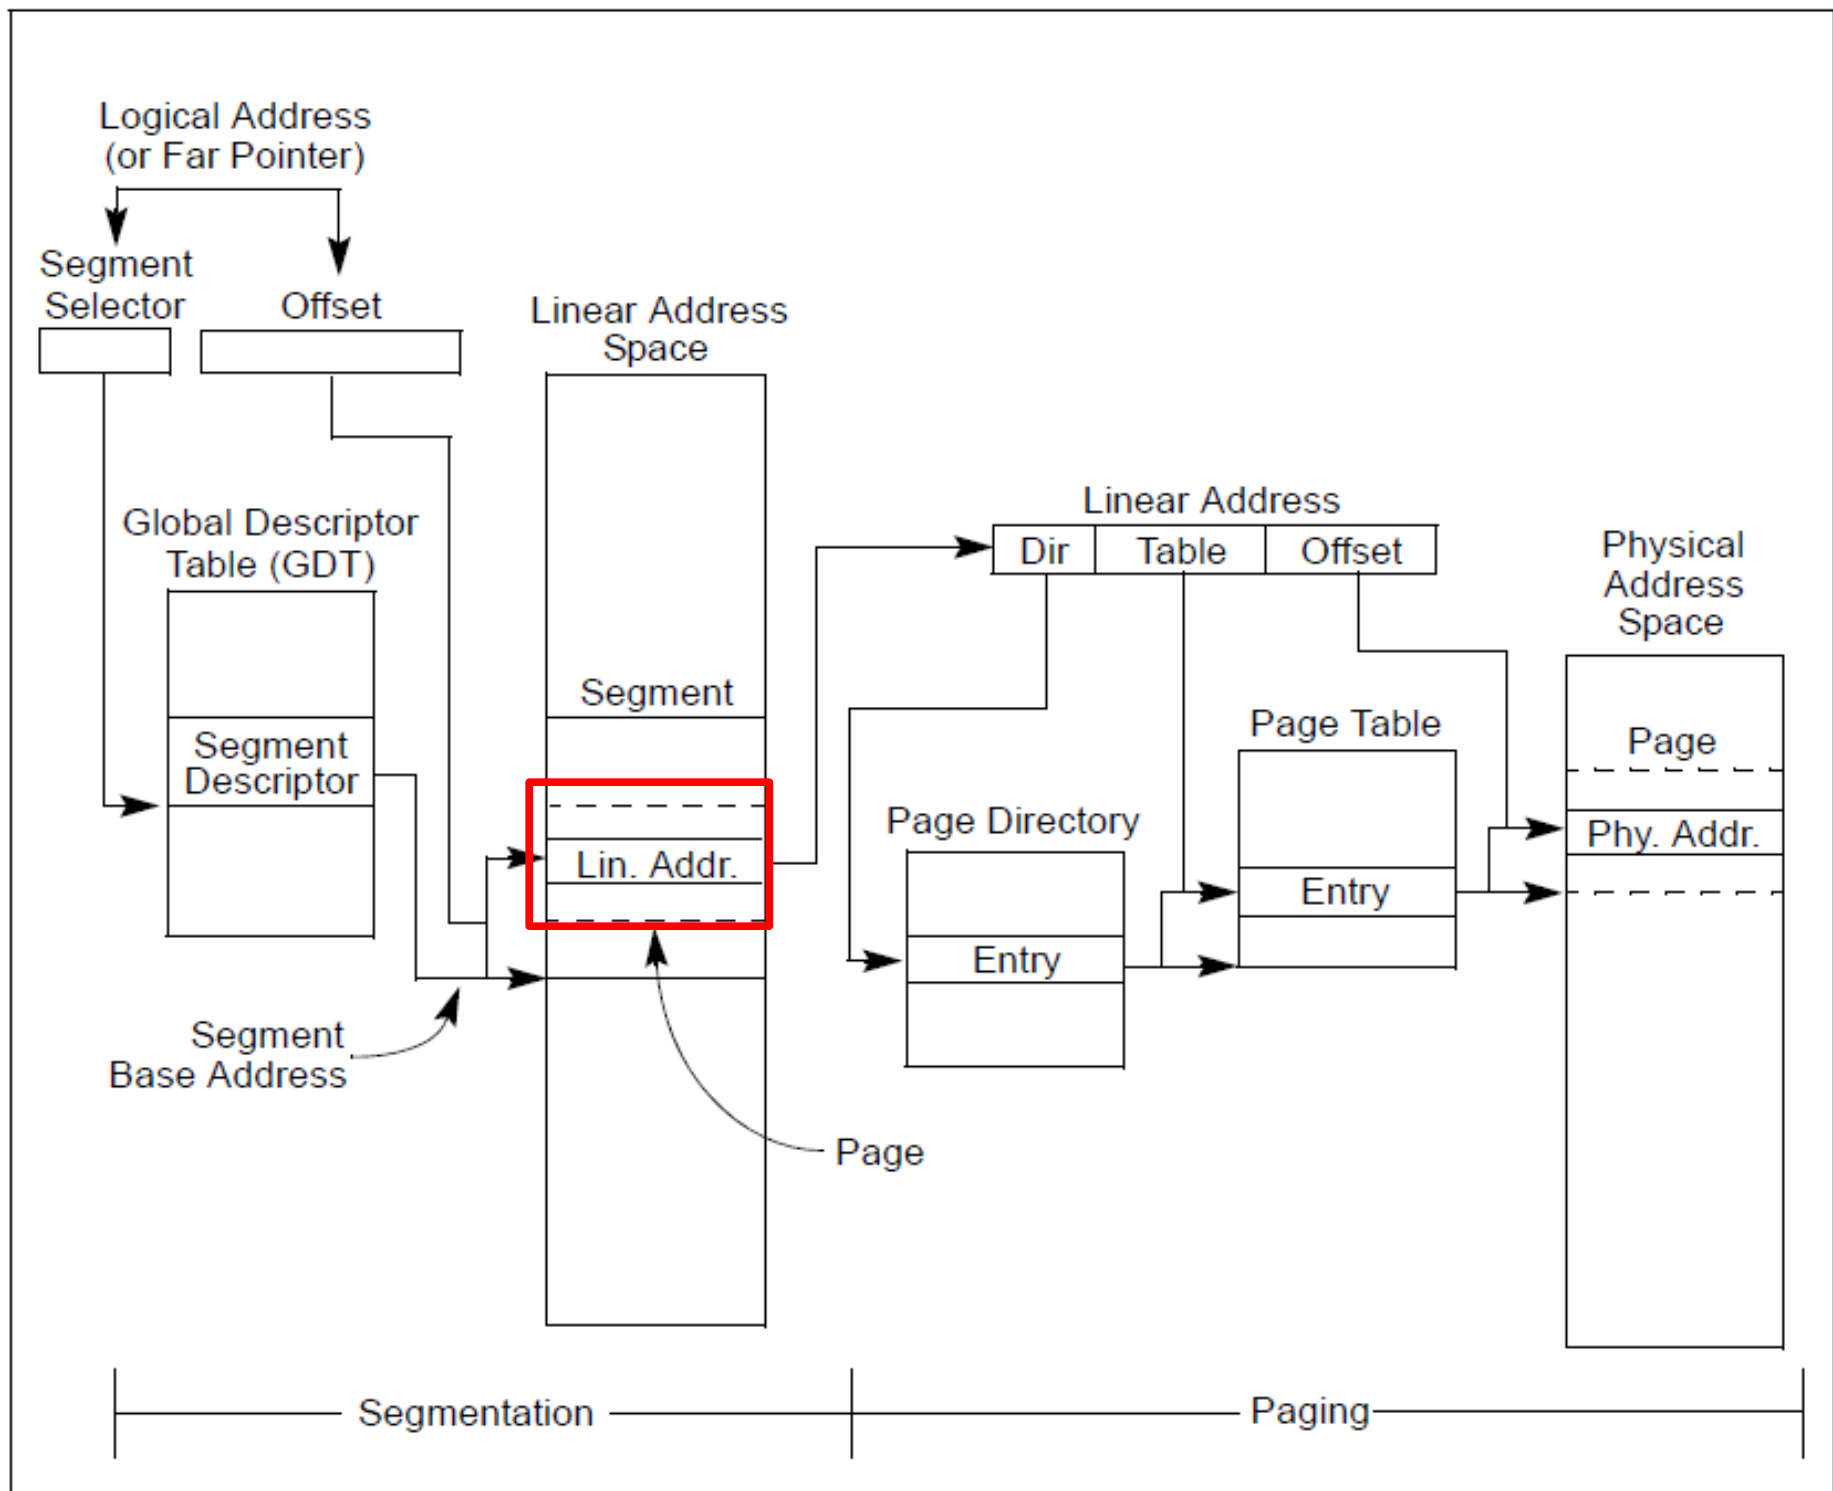 Logical Address
(or Far Pointer)
Segment
Selector
Offset
Linear Address
Space
Global Descriptor
Table (GDT)
Segment
Descriptor
Segment
Lin. Addr.
Segment
Base Address
Page
Linear Address
Dir
Table
Offset
Page Directory
Entry
Page Table
Entry
Physical
Address
Space
Page
Phy. Addr.
Segmentation
Paging